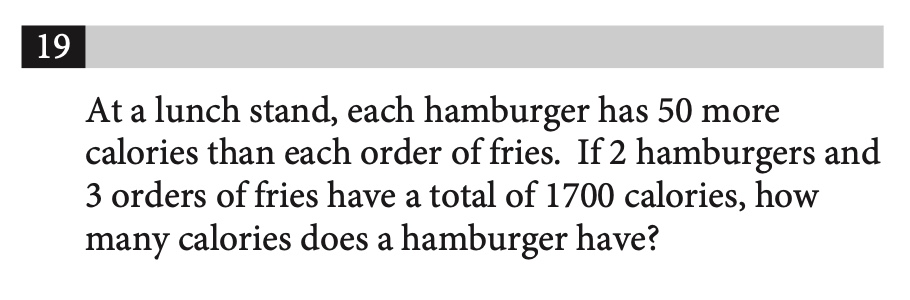 19
At a lunch stand, each hamburger has 50 more
calories than each order of fries.  If 2 hamburgers and
3 orders of fries have a total of 1700 calories, how
many calories does a hamburger have?